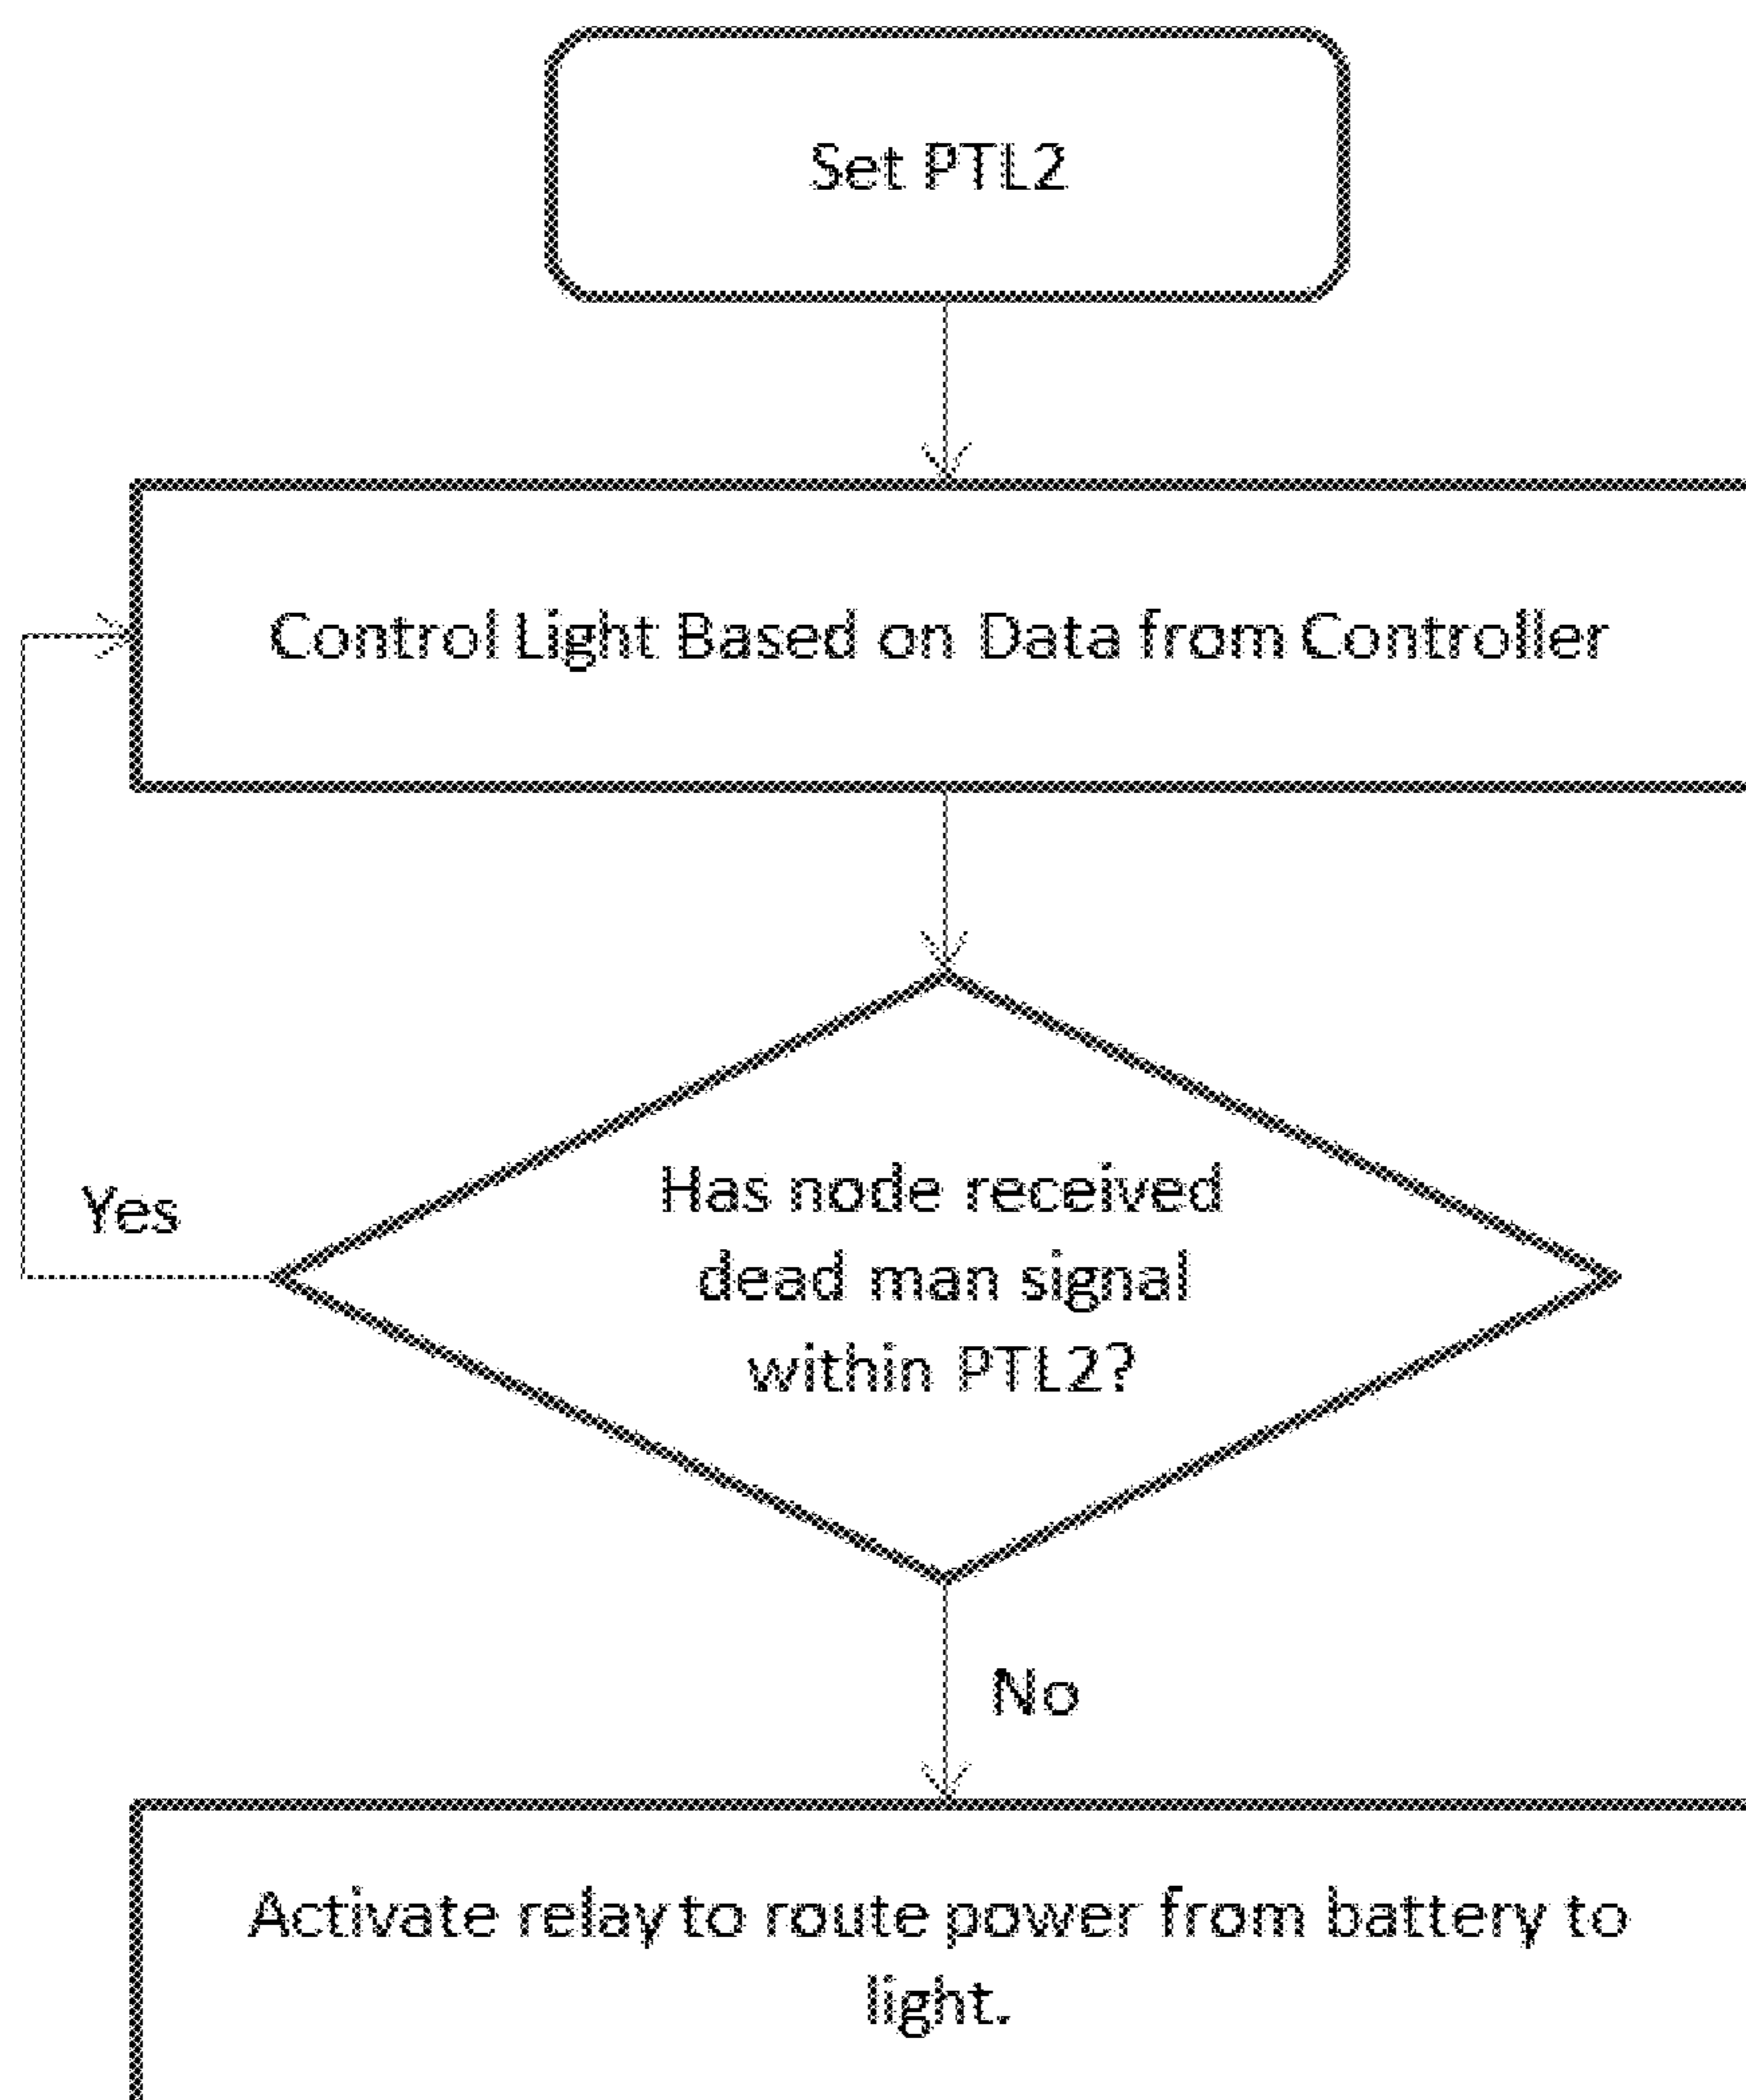 Set PTL2
Control Light Based on Data from Controller
Has node received
dead man signal
within PTL2?
Yes
No
Activate relay to route power from battery to
light.